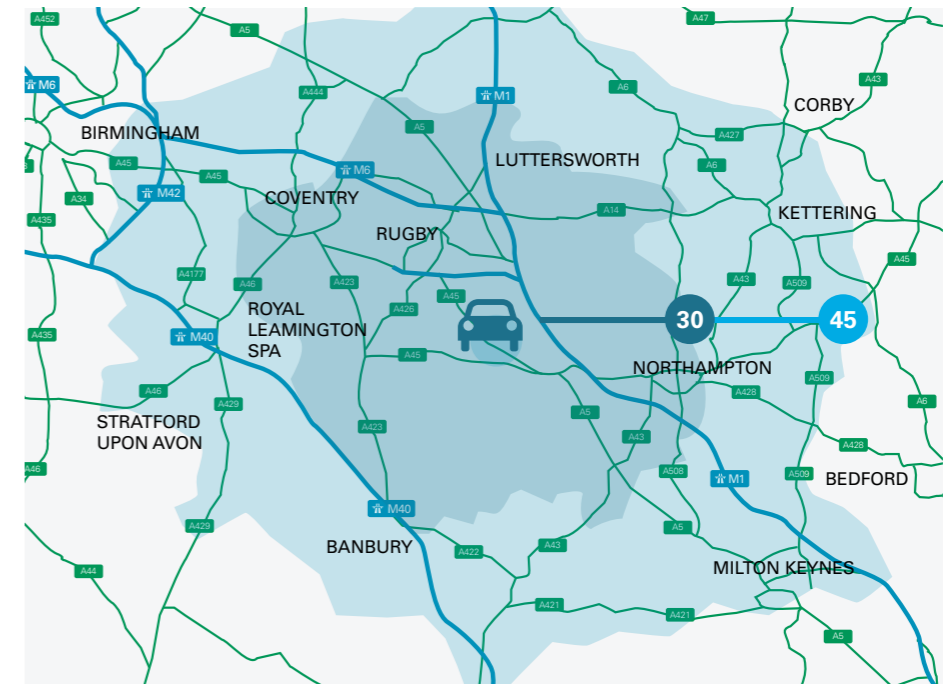 A452
A5
A47
M6
A444
M1
A6
A43
CORBY
BIRMINGHAM
A5
A427
A45
A45
M6
LUTTERSWORTH
A6
A34
M42
COVENTRY
A14
KETTERING
A435
RUGBY
A4177
A46
A423
A45
A43
A509
A45
A426
ROYAL
LEAMINGTON
SPA
30
45
A435
M40
A45
NORTHAMPTON
A46
A429
A428
A509
A6
STRATFORD
UPON AVON
A423
A5
A43
A428
A46
A508
M1
A509
BEDFORD
M40
A429
BANBURY
A422
A43
A5
A44
MILTON KEYNES
A421
A421
A5